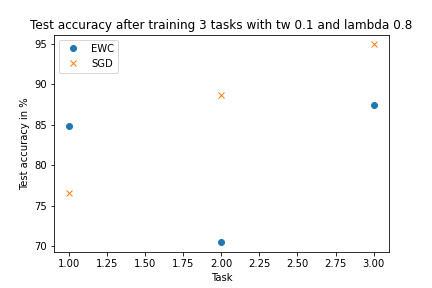 Test accuracy after training 3 tasks with tw 0.1 and lambda 0.8
EWC
SGD
95
90
85
80
75
70
Test accuracy in %
1.00 1.25 1.50 1.75 2.00 2.25 2.50 2.75 3.00
Task